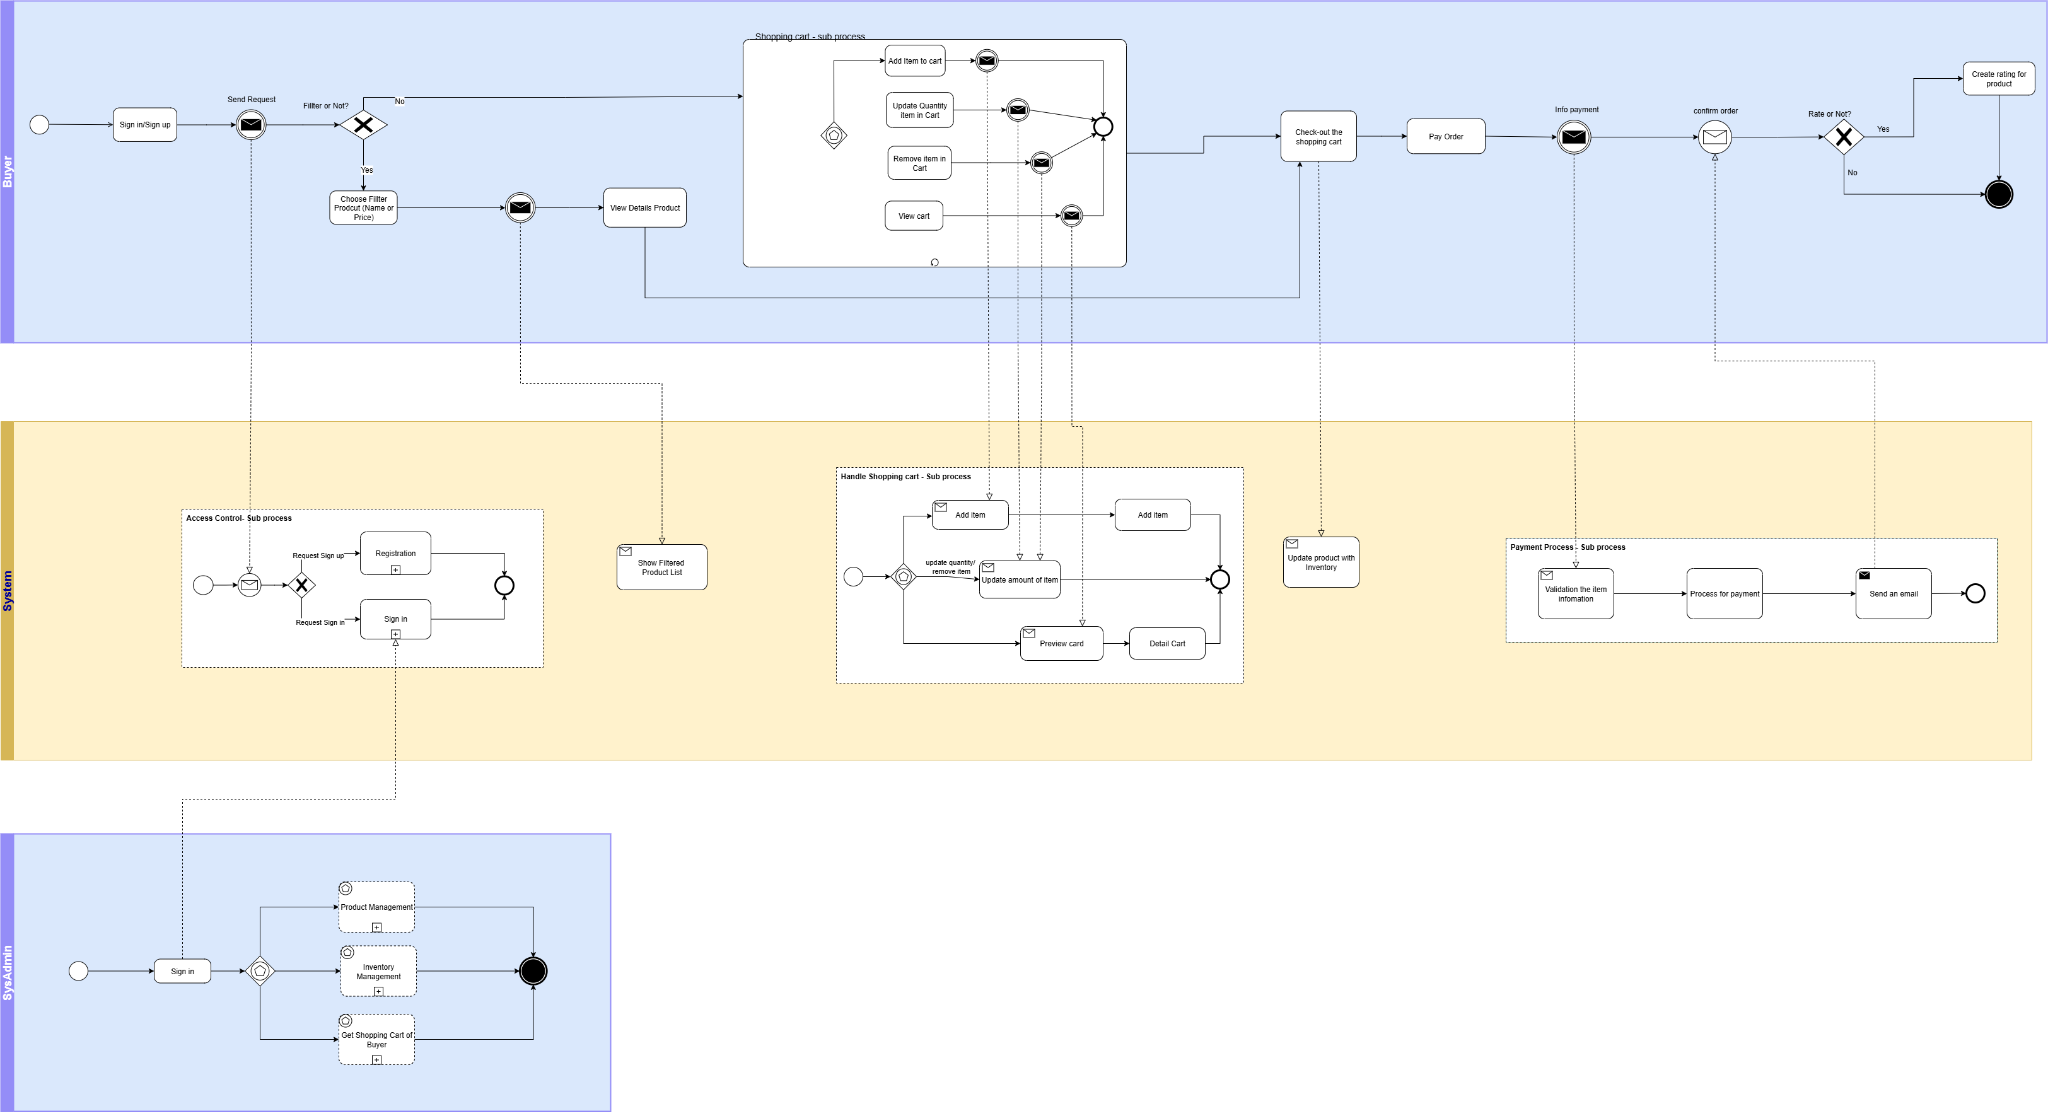 Buyer
Sign in/Sign up
Send Request
Fillter or Not?
No
Yes
Choose Fillter
Prodcut (Name or
Price)
View Details Product
Shopping cart - sub process
Add Item to cart
Update Quantity
item in Cart
Remove item in
Cart
View cart
Check-out the
shopping cart
Pay Order
Info payment
confirm order
Rate or Not?
Yes
No
Create rating for
product
System
Access Control- Sub process
Request Sign up
Registration
Request Sign in
Sign in
Show Filtered
Product List
Handle Shopping cart - Sub process
Add item
Add item
update quantity/
remove item
Update amount of item
Preview card
Detail Cart
Update product with
Inventory
Payment Process - Sub process
Validation the item
infomation
Process for payment
Send an email
SysAdmin
Sign in
Product Management
Inventory
Management
Get Shopping Cart of
Buyer